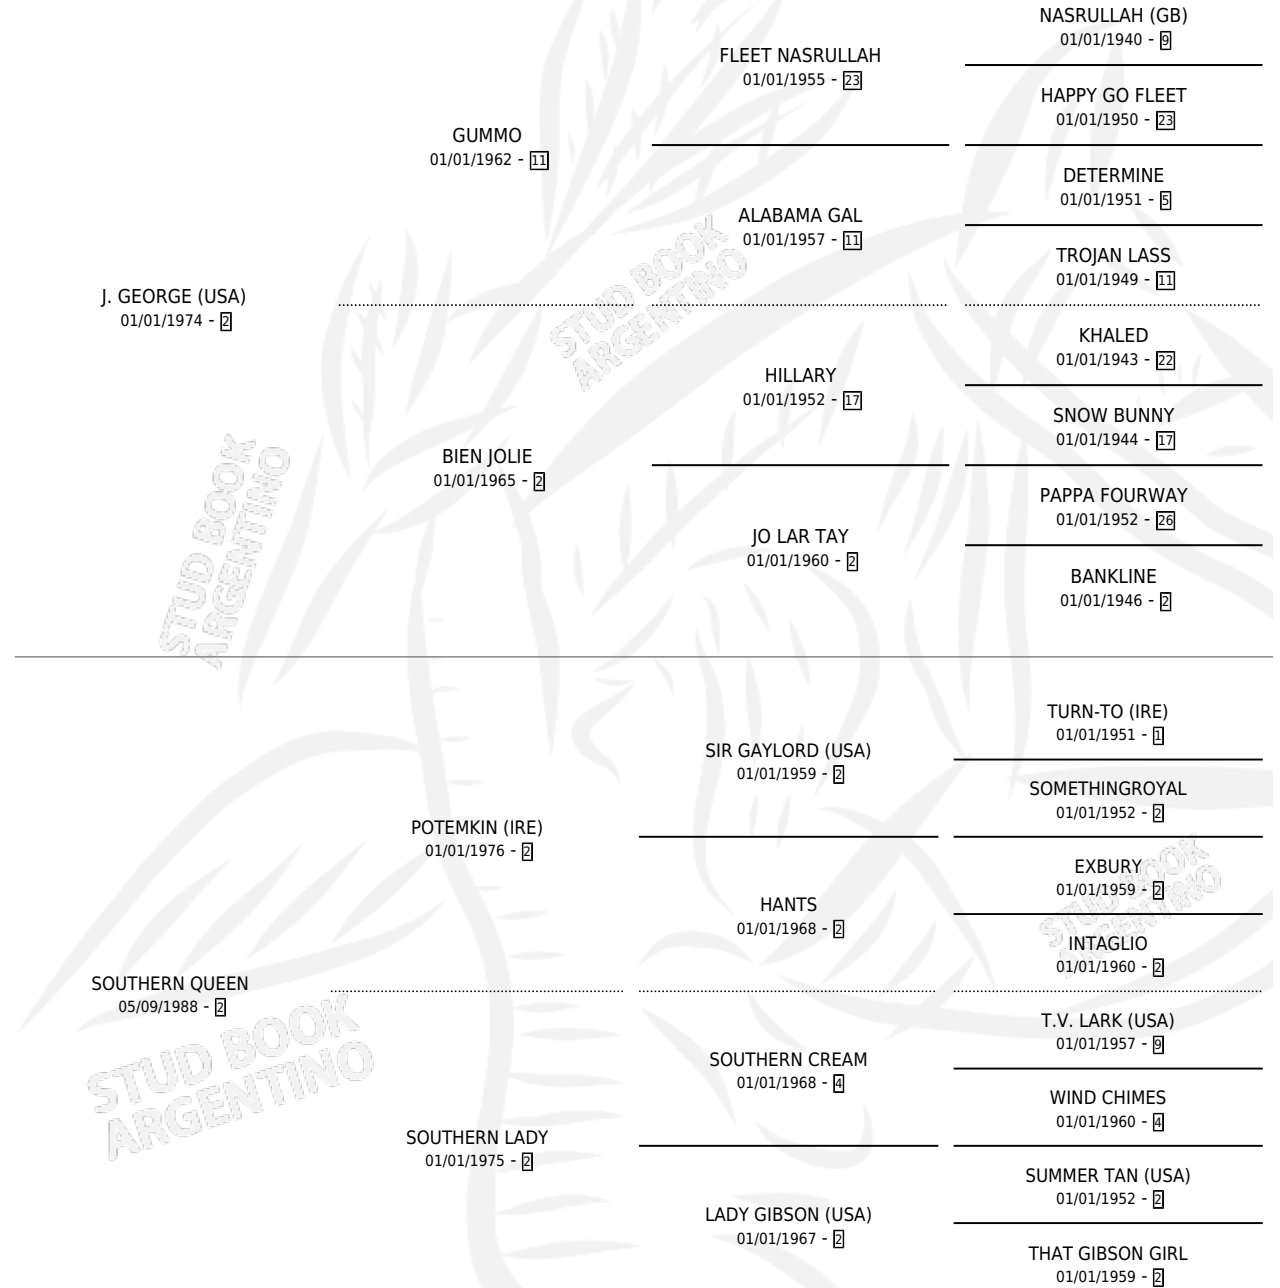 NASRULLAH (GB)
01/01/1940 - 9
FLEET NASRULLAH
01/01/1955 - 23
HAPPY GO FLEET
01/01/1950 - 23
GUMMO
01/01/1962 - 11
DETERMINE
01/01/1951 - 5
ALABAMA GAL
01/01/1957 - 11
TROJAN LASS
01/01/1949 - 11
J. GEORGE (USA)
01/01/1974 - 2
KHALED
01/01/1943 - 22
HILLARY
01/01/1952 - 17
SNOW BUNNY
01/01/1944 - 17
BIEN JOLIE
01/01/1965 - 2
PAPPA FOURWAY
01/01/1952 - 26
JO LAR TAY
01/01/1960 - 2
BANKLINE
01/01/1946 - 2
TURN-TO (IRE)
01/01/1951 - 1
SIR GAYLORD (USA)
01/01/1959 - 2
SOMETHINGROYAL
01/01/1952 - 2
POTEMKIN (IRE)
01/01/1976 - 2
EXBURY
01/01/1959 - 2
HANTS
01/01/1968 - 2
INTAGLIO
01/01/1960 - 2
SOUTHERN QUEEN
05/09/1988 - 2
T.V. LARK (USA)
01/01/1957 - 9
SOUTHERN CREAM
01/01/1968 - 4
WIND CHIMES
01/01/1960 - 4
SOUTHERN LADY
01/01/1975 - 2
SUMMER TAN (USA)
01/01/1952 - 2
LADY GIBSON (USA)
01/01/1967 - 2
THAT GIBSON GIRL
01/01/1959 - 2
STUD BOOK
ARGENTINO
STUD BOOK
ARGENTINO
STUD BOOK
ARGENTINO
STUD BOOK
ARGENTINO